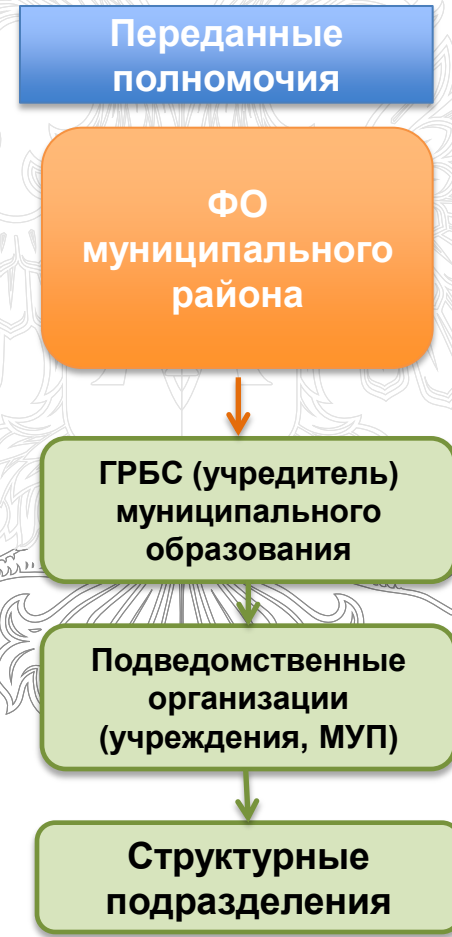 Переданные
полномочия
ФО
муниципального
района
ГРБС (учредитель)
муниципального
образования
Подведомственные
организации
(учреждения, МУП)
Структурные
подразделения